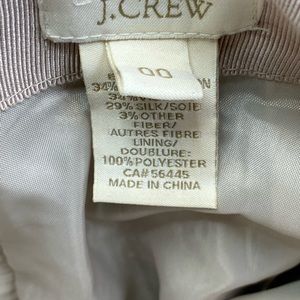 J.CREW
00
34%
29% SILK/SOIE
3% OTHER
FIBER/
AUTRES FIBRE
LINING/
DOUBLURE:
100% POLYESTER
CA# 56445
MADE IN CHINA